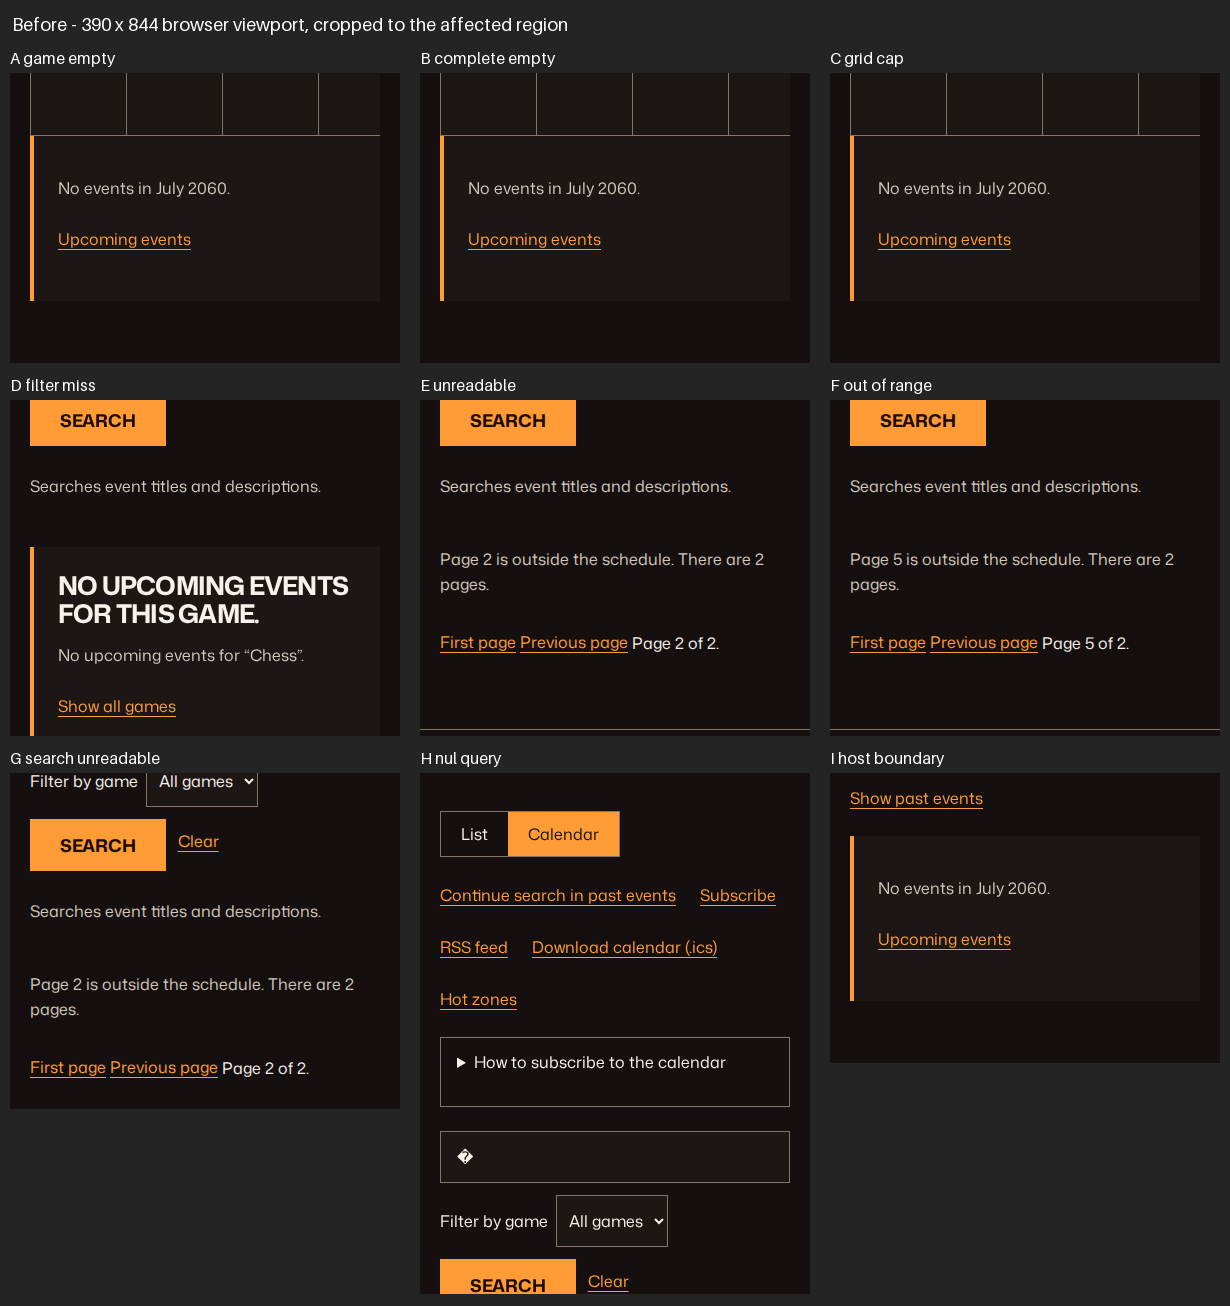 Before - 390 x 844 browser viewport, cropped to the affected region
A game empty
No events in July 2060.
Upcoming events
B complete empty
No events in July 2060.
Upcoming events
C grid cap
No events in July 2060.
Upcoming events
D filter miss
SEARCH
Searches event titles and descriptions.
NO UPCOMING EVENTS
FOR THIS GAME.
No upcoming events for “Chess”.
Show all games
E unreadable
SEARCH
Searches event titles and descriptions.
Page 2 is outside the schedule. There are 2
pages.
First page Previous page Page 2 of 2.
F out of range
SEARCH
Searches event titles and descriptions.
Page 5 is outside the schedule. There are 2
pages.
First page Previous page Page 5 of 2.
G search unreadable
Filter by game All games
SEARCH Clear
Searches event titles and descriptions.
Page 2 is outside the schedule. There are 2
pages.
First page Previous page Page 2 of 2.
H nul query
List Calendar
Continue search in past events Subscribe
RSS feed Download calendar (.ics)
Hot zones
How to subscribe to the calendar
�
Filter by game All games
SEARCH Clear
I host boundary
Show past events
No events in July 2060.
Upcoming events